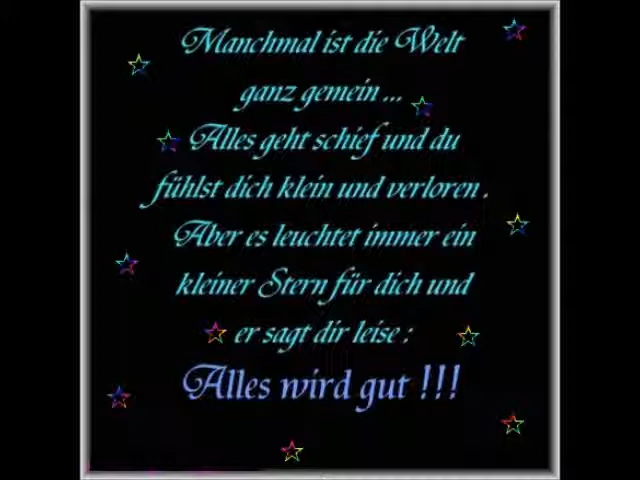 Manchmal ist die Welt
ganz gemein ...
Alles geht schief und du
fühlst dich klein und verloren .
Aber es leuchtet immer ein
kleiner Stern für dich und
er sagt dir leise :
Alles wird gut !!!